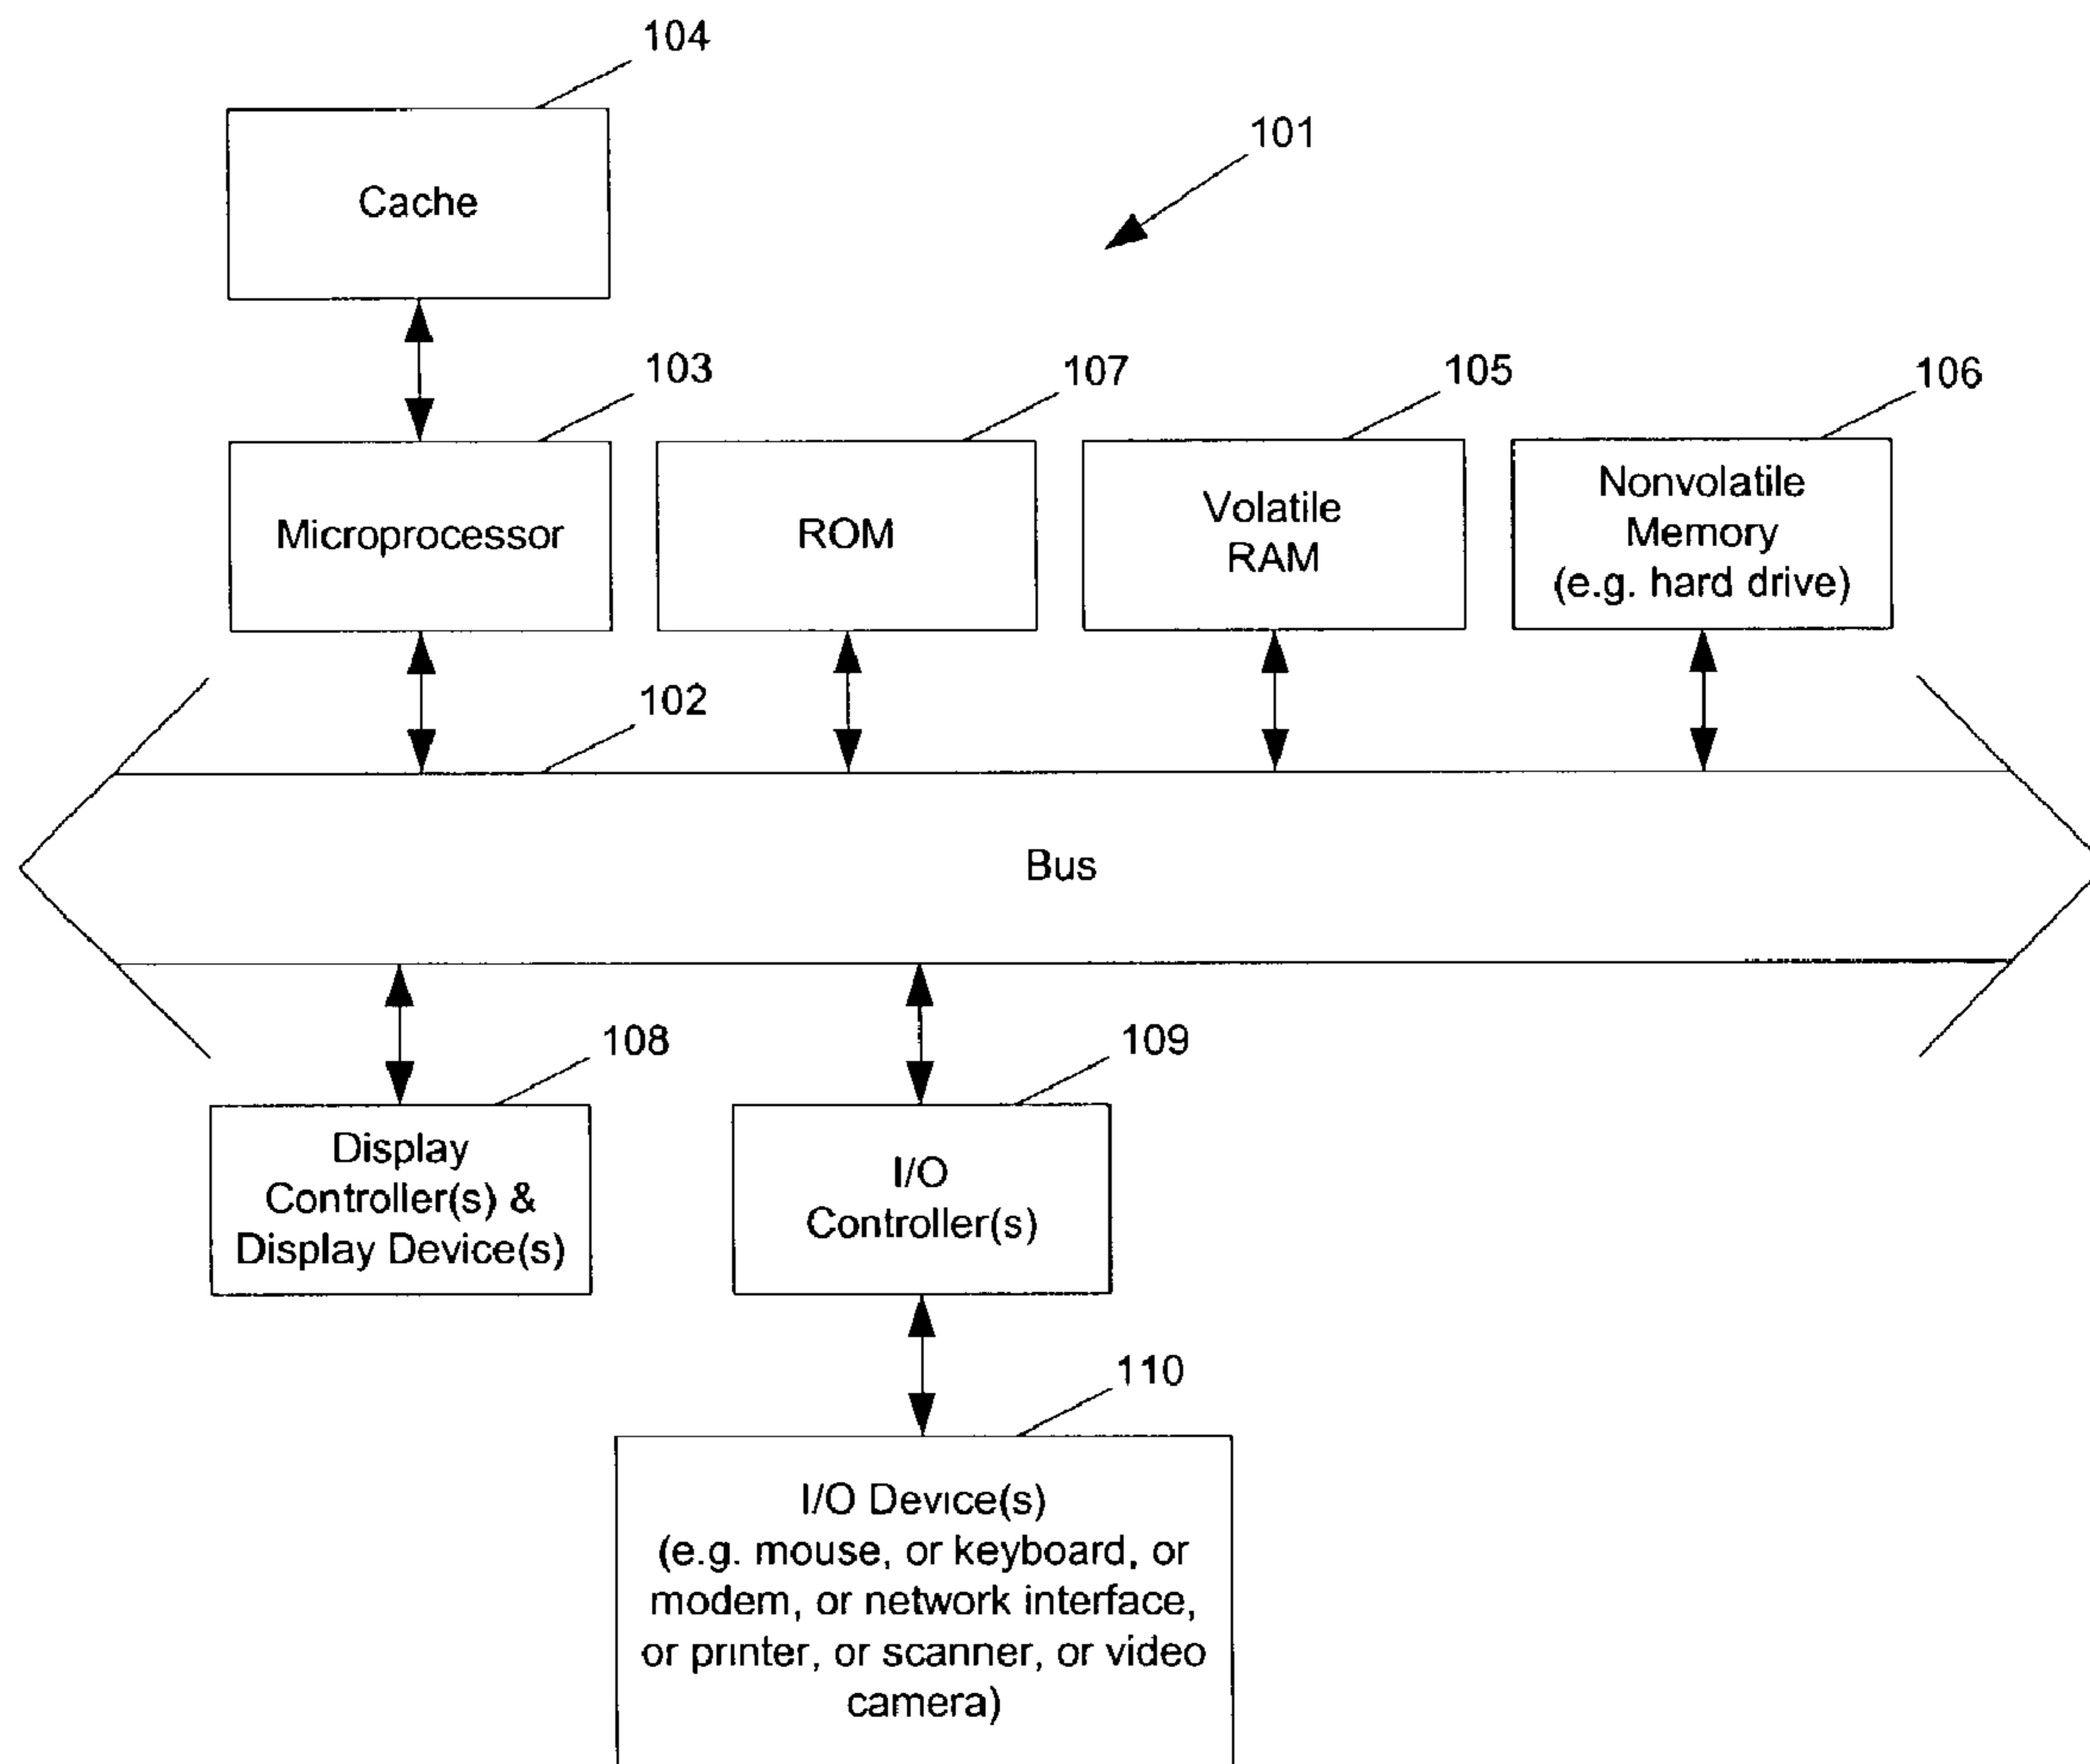 104
Cache
101
103
107
105
106
Microprocessor
ROM
Volatile
RAM
Nonvolatile
Memory
(e.g. hard drive)
102
Bus
108
109
Display
Controller(s) &
Display Device(s)
I/O
Controller(s)
110
I/O Device(s)
(e.g. mouse, or keyboard, or
modem, or network interface,
or printer, or scanner, or video
camera)